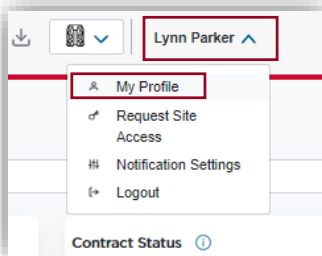 Lynn Parker
My Profile
Request Site
Access
Notification Settings
Logout
Contract Status